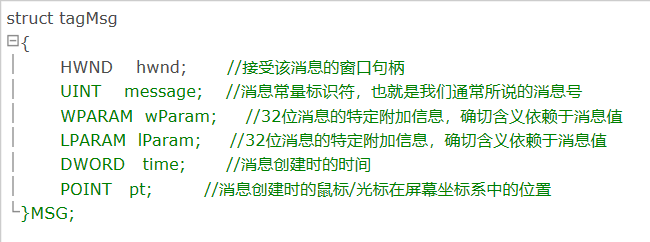 struct tagMsg
{
HWND hwnd; //接受该消息的窗口句柄
UINT message; //消息常量标识符，也就是我们通常所说的消息号
WPARAM wParam; //32位消息的特定附加信息，确切含义依赖于消息值
LPARAM lParam; //32位消息的特定附加信息，确切含义依赖于消息值
DWORD time; //消息创建时的时间
POINT pt; //消息创建时的鼠标/光标在屏幕坐标系中的位置
}MSG;